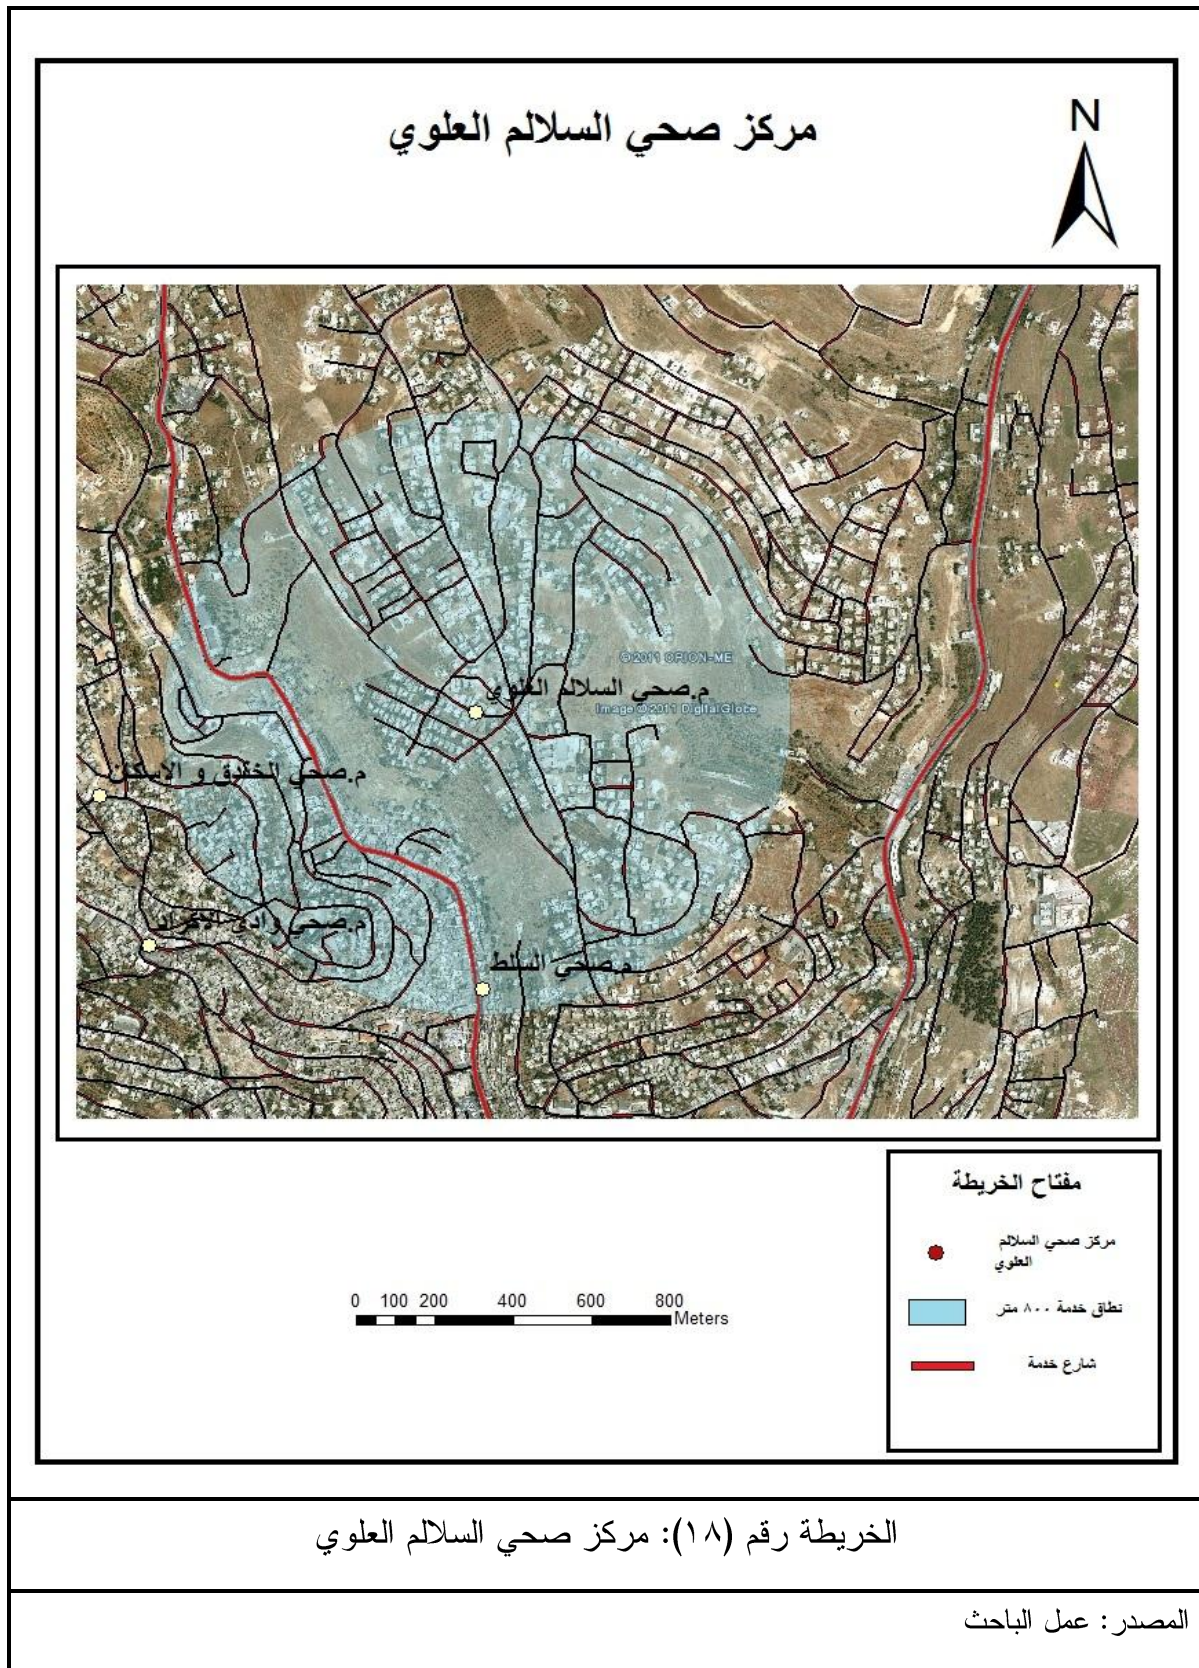 مركز صحي السلالم العلوي
N
© 2011 ORION-ME
م.صحي السلالم العلوي
Image © 2011 DigitalGlobe
م.صحي الخندق و الاسكان
م.صحي وادي الاكراد
م.صحي السلط
مفتاح الخريطة
مركز صحي السلالم
العلوي
نطاق خدمة ٨٠٠ متر
شارع خدمة
0 100 200 400 600 800
Meters
الخريطة رقم (١٨): مركز صحي السلالم العلوي
المصدر: عمل الباحث